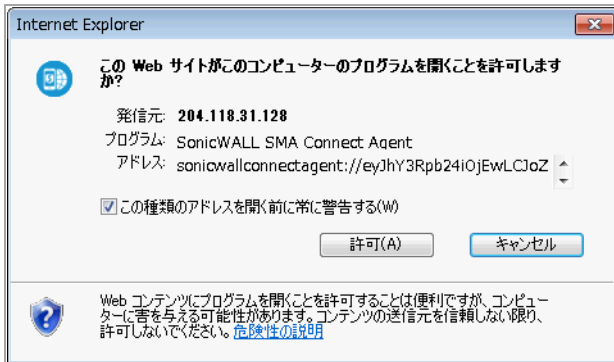 Internet Explorer
この Web サイトがこのコンピューターのプログラムを開くことを許可します
か?
発信元: 204.118.31.128
プログラム: SonicWALL SMA Connect Agent
アドレス: sonicwallconnectagent://eyJhY3Rpb24iOjEwLCJoZ
この種類のアドレスを開く前に常に警告する(W)
許可(A) キャンセル
Web コンテンツにプログラムを開くことを許可することは便利ですが、コンピュー
ターに害を与える可能性があります。コンテンツの送信元を信頼しない限り、
許可しないでください。危険性の説明